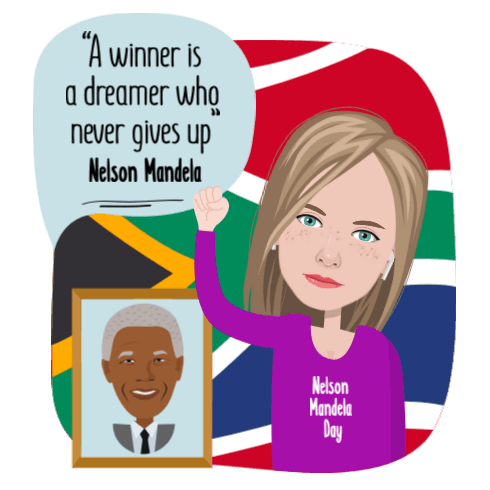 “A winner is
a dreamer who
never gives up”
Nelson Mandela
Nelson
Mandela
Day